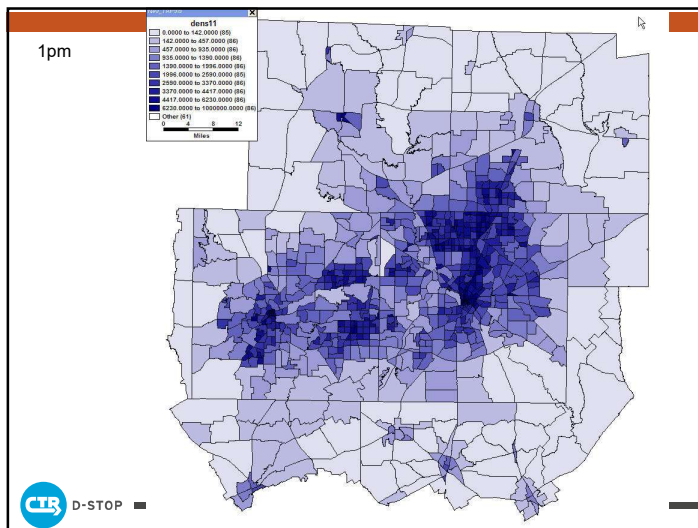 1pm
dens11
0.0000 to 142.0000 (85)
142.0000 to 457.0000 (86)
457.0000 to 935.0000 (86)
935.0000 to 1390.0000 (86)
1390.0000 to 1996.0000 (86)
1996.0000 to 2590.0000 (86)
2590.0000 to 3370.0000 (86)
3370.0000 to 4417.0000 (86)
4417.0000 to 6230.0000 (86)
6230.0000 to 1000000.0000 (86)
Other (61)
0 4 8 12
Miles
CTR D-STOP